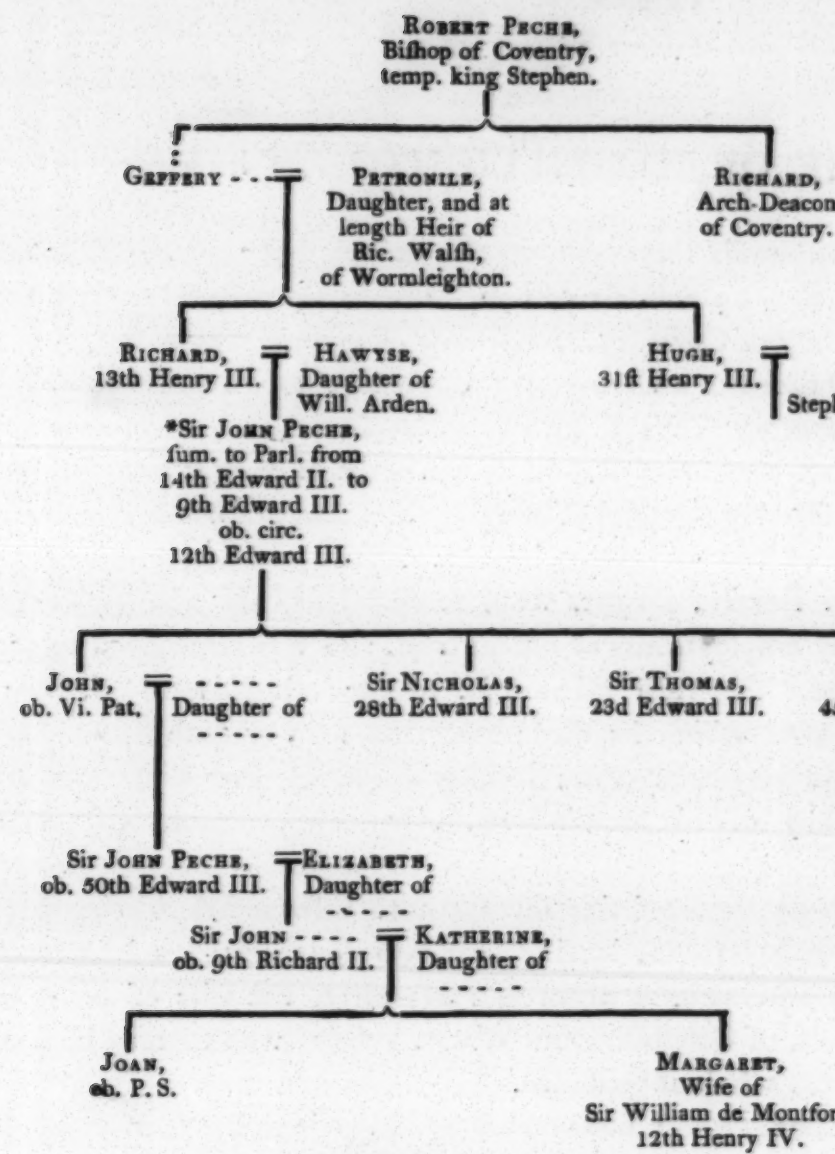 ROBERT PECHE,
Biſhop of Coventry,
temp. king Stephen.
GEFFERY - - -
PETRONILE,
Daughter, and at
length Heir of
Ric. Walſh,
of Wormleighton.
RICHARD,
Arch-Deacon
of Coventry.
RICHARD,
13th Henry III.
HAWYSE,
Daughter of
Will. Arden.
HUGH,
31ſt Henry III.
Steph
*Sir JOHN PECHE,
ſum. to Parl. from
14th Edward II. to
9th Edward III.
ob. circ.
12th Edward III.
JOHN,
ob. Vi. Pat.
- - - - -
Daughter of
- - - - -
Sir NICHOLAS,
28th Edward III.
Sir THOMAS,
23d Edward III.
Sir JOHN PECHE,
ob. 50th Edward III.
ELIZABETH,
Daughter of
- - - - -
Sir JOHN - - - -
ob. 9th Richard II.
KATHERINE,
Daughter of
- - - - -
JOAN,
ob. P. S.
MARGARET,
Wife of
Sir William de Montfor
12th Henry IV.